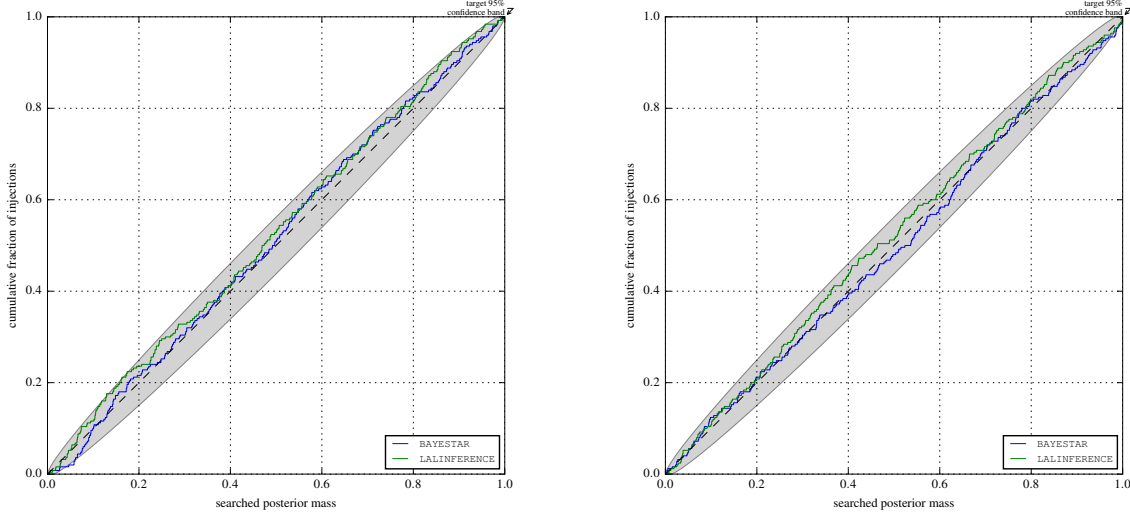 target 95%
confidence band
1.0
0.8
0.6
0.4
0.2
0.0
cumulative fraction of injections
BAYESTAR
LALINFERENCE
0.0 0.2 0.4 0.6 0.8 1.0
searched posterior mass
target 95%
confidence band
1.0
0.8
0.6
0.4
0.2
0.0
cumulative fraction of injections
BAYESTAR
LALINFERENCE
0.0 0.2 0.4 0.6 0.8 1.0
searched posterior mass